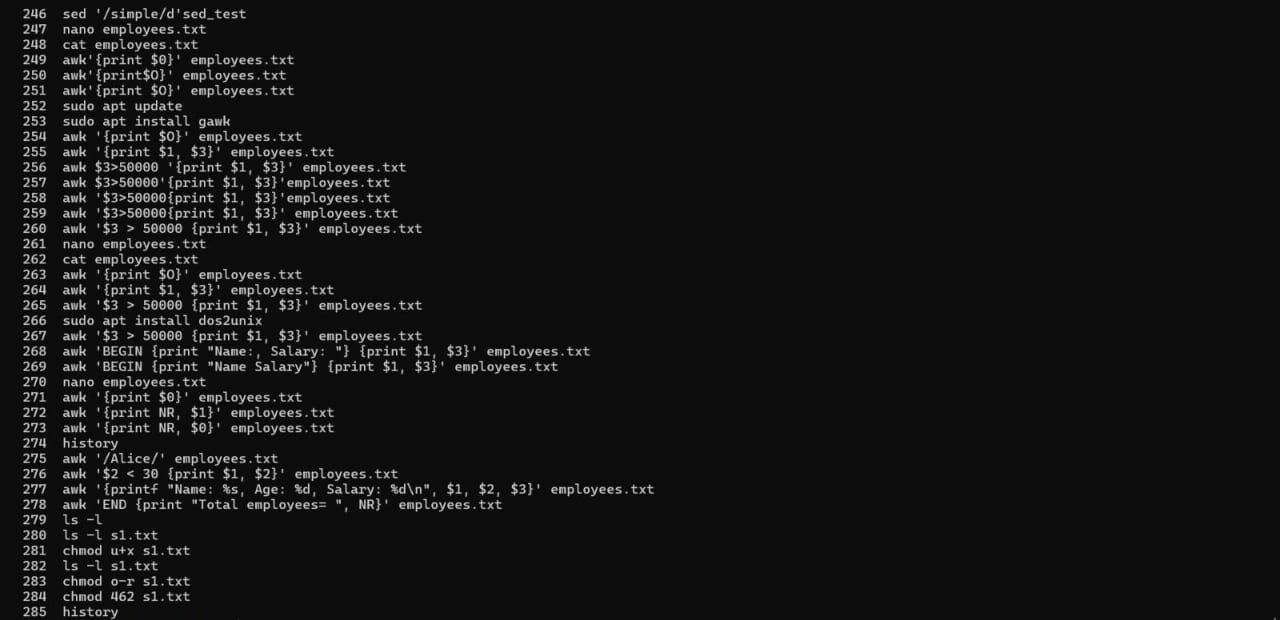 246 sed '/simple/d'sed_test
247 nano employees.txt
248 cat employees.txt
249 awk'{print $0}' employees.txt
250 awk'{print$O}' employees.txt
251 awk'{print $O}' employees.txt
252 sudo apt update
253 sudo apt install gawk
254 awk '{print $O}' employees.txt
255 awk '{print $1, $3}' employees.txt
256 awk $3>50000 '{print $1, $3}' employees.txt
257 awk $3>50000'{print $1, $3}'employees.txt
258 awk '$3>50000{print $1, $3}'employees.txt
259 awk '$3>50000{print $1, $3}' employees.txt
260 awk '$3 > 50000 {print $1, $3}' employees.txt
261 nano employees.txt
262 cat employees.txt
263 awk '{print $O}' employees.txt
264 awk '{print $1, $3}' employees.txt
265 awk '$3 > 50000 {print $1, $3}' employees.txt
266 sudo apt install dos2unix
267 awk '$3 > 50000 {print $1, $3}' employees.txt
268 awk 'BEGIN {print "Name:, Salary: "} {print $1, $3}' employees.txt
269 awk 'BEGIN {print "Name Salary"} {print $1, $3}' employees.txt
270 nano employees.txt
271 awk '{print $0}' employees.txt
272 awk '{print NR, $1}' employees.txt
273 awk '{print NR, $0}' employees.txt
274 history
275 awk '/Alice/' employees.txt
276 awk '$2 < 30 {print $1, $2}' employees.txt
277 awk '{printf "Name: %s, Age: %d, Salary: %d\n", $1, $2, $3}' employees.txt
278 awk 'END {print "Total employees= ", NR}' employees.txt
279 ls -l
280 ls -l s1.txt
281 chmod u+x s1.txt
282 ls -l s1.txt
283 chmod o-r s1.txt
284 chmod 462 s1.txt
285 history